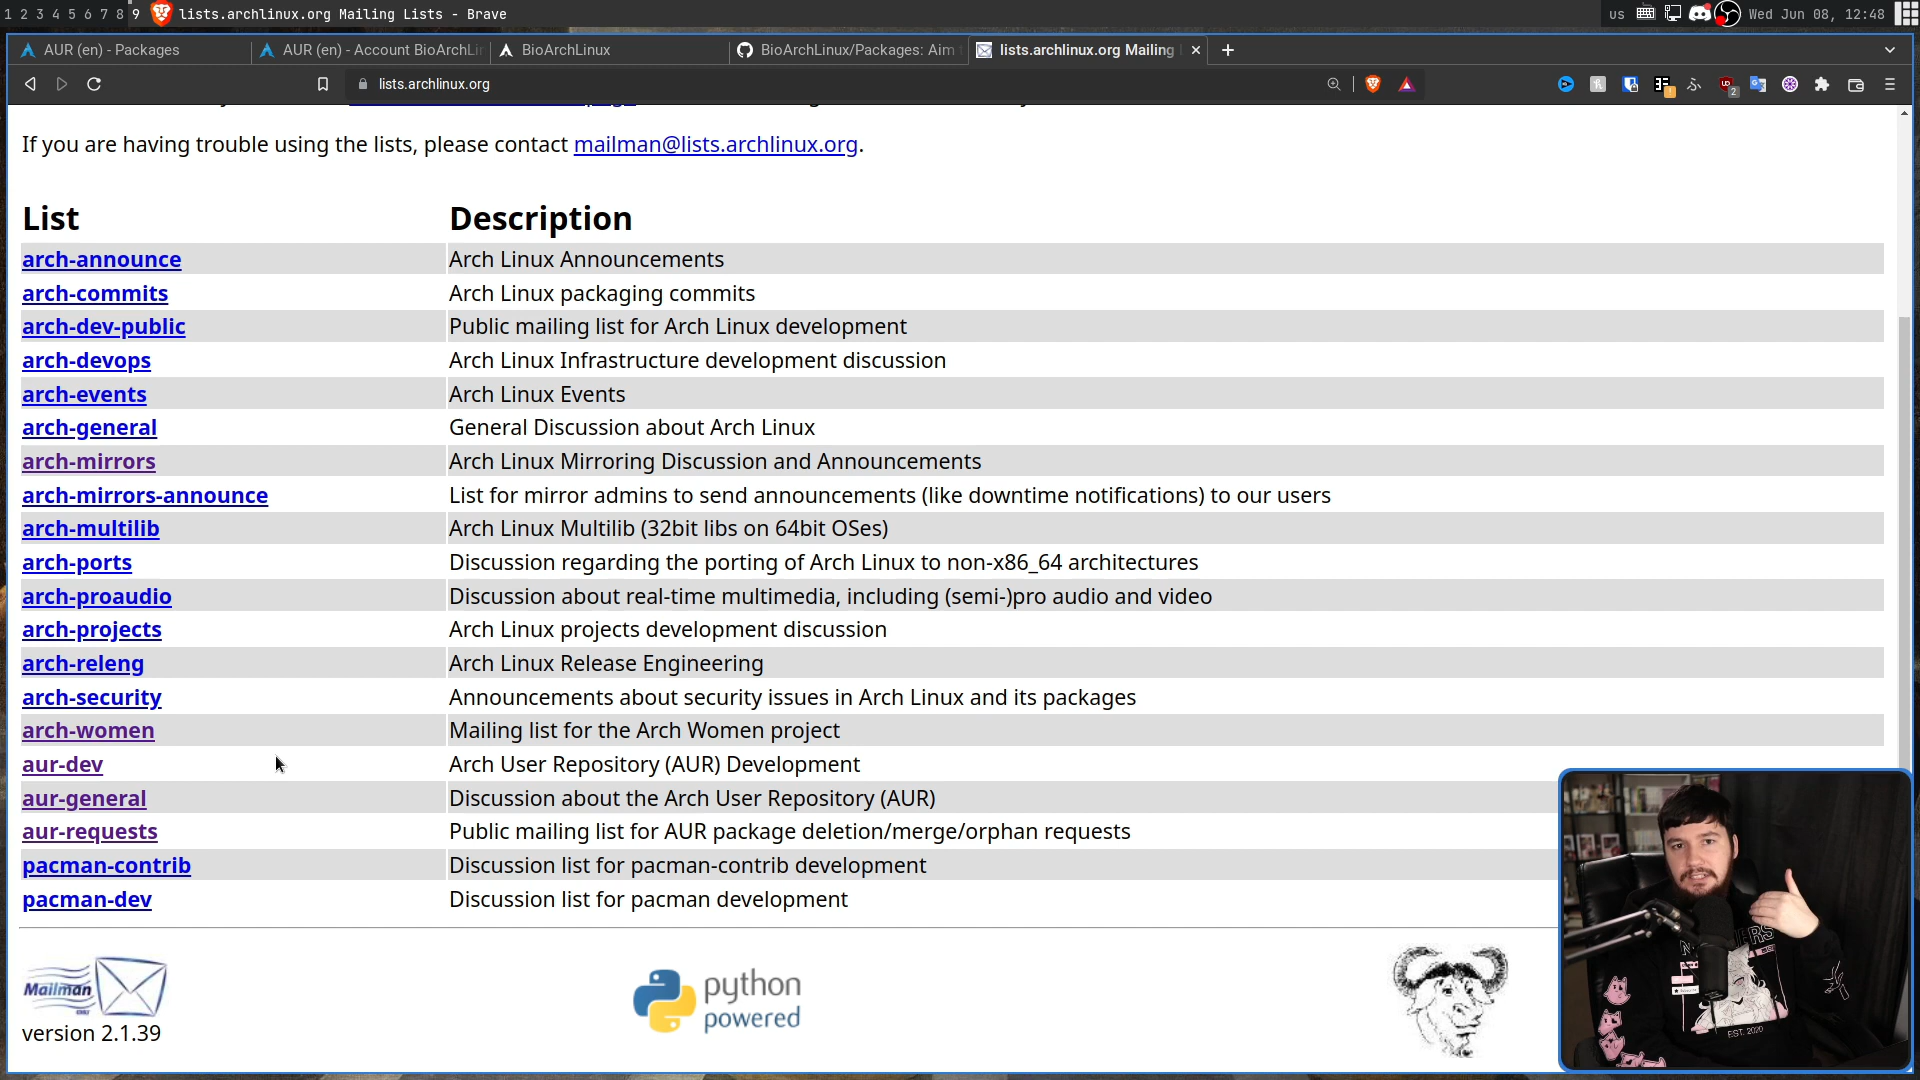 1 2 3 4 5 6 7 8 9 lists.archlinux.org Mailing Lists - Brave us Wed Jun 08, 12:48
AUR (en) - Packages AUR (en) - Account BioArchLin BioArchLinux BioArchLinux/Packages: Aim lists.archlinux.org Mailing
lists.archlinux.org
If you are having trouble using the lists, please contact mailman@lists.archlinux.org.
List Description
arch-announce Arch Linux Announcements
arch-commits Arch Linux packaging commits
arch-dev-public Public mailing list for Arch Linux development
arch-devops Arch Linux Infrastructure development discussion
arch-events Arch Linux Events
arch-general General Discussion about Arch Linux
arch-mirrors Arch Linux Mirroring Discussion and Announcements
arch-mirrors-announce List for mirror admins to send announcements (like downtime notifications) to our users
arch-multilib Arch Linux Multilib (32bit libs on 64bit OSes)
arch-ports Discussion regarding the porting of Arch Linux to non-x86_64 architectures
arch-proaudio Discussion about real-time multimedia, including (semi-)pro audio and video
arch-projects Arch Linux projects development discussion
arch-releng Arch Linux Release Engineering
arch-security Announcements about security issues in Arch Linux and its packages
arch-women Mailing list for the Arch Women project
aur-dev Arch User Repository (AUR) Development
aur-general Discussion about the Arch User Repository (AUR)
aur-requests Public mailing list for AUR package deletion/merge/orphan requests
pacman-contrib Discussion list for pacman-contrib development
pacman-dev Discussion list for pacman development
Mailman
python
powered
version 2.1.39
EST. 2020